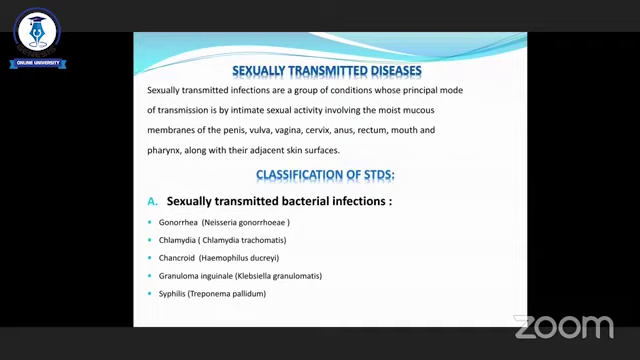 ONLINE UNIVERSITY
SEXUALLY TRANSMITTED DISEASES
Sexually transmitted infections are a group of conditions whose principal mode
of transmission is by intimate sexual activity involving the moist mucous
membranes of the penis, vulva, vagina, cervix, anus, rectum, mouth and
pharynx, along with their adjacent skin surfaces.
CLASSIFICATION OF STDS:
A. Sexually transmitted bacterial infections :
• Gonorrhea (Neisseria gonorrhoeae )
• Chlamydia ( Chlamydia trachomatis)
• Chancroid (Haemophilus ducreyi)
• Granuloma inguinale (Klebsiella granulomatis)
• Syphilis (Treponema pallidum)
zoom